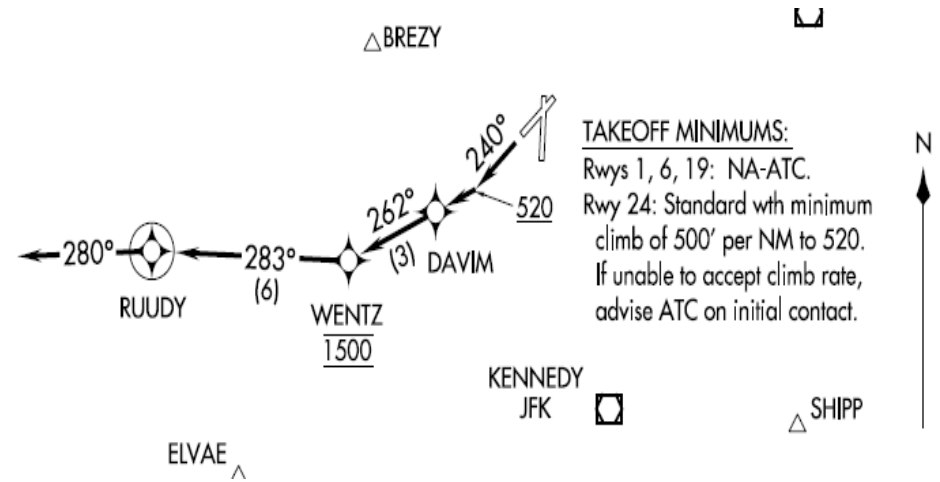 BREZY
TAKEOFF MINIMUMS:
Rwys 1, 6, 19: NA-ATC.
Rwy 24: Standard wth minimum
climb of 500' per NM to 520.
If unable to accept climb rate,
advise ATC on initial contact.
N
240°
520
262°
(3)
DAVIM
280°
283°
(6)
RUUDY
WENTZ
1500
KENNEDY
JFK
SHIPP
ELVAE